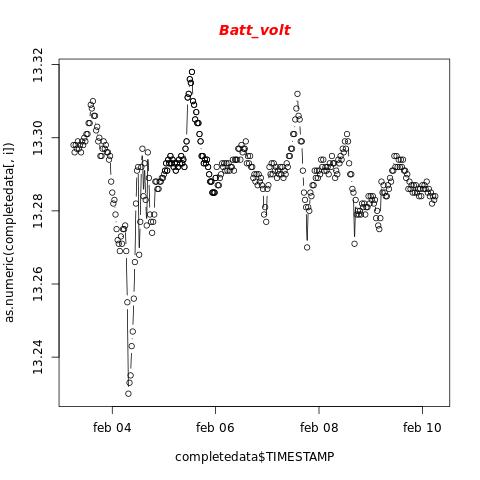 Batt_volt
as.numeric(completedata[, i])
13.32
13.30
13.28
13.26
13.24
feb 04 feb 06 feb 08 feb 10
completedata$TIMESTAMP